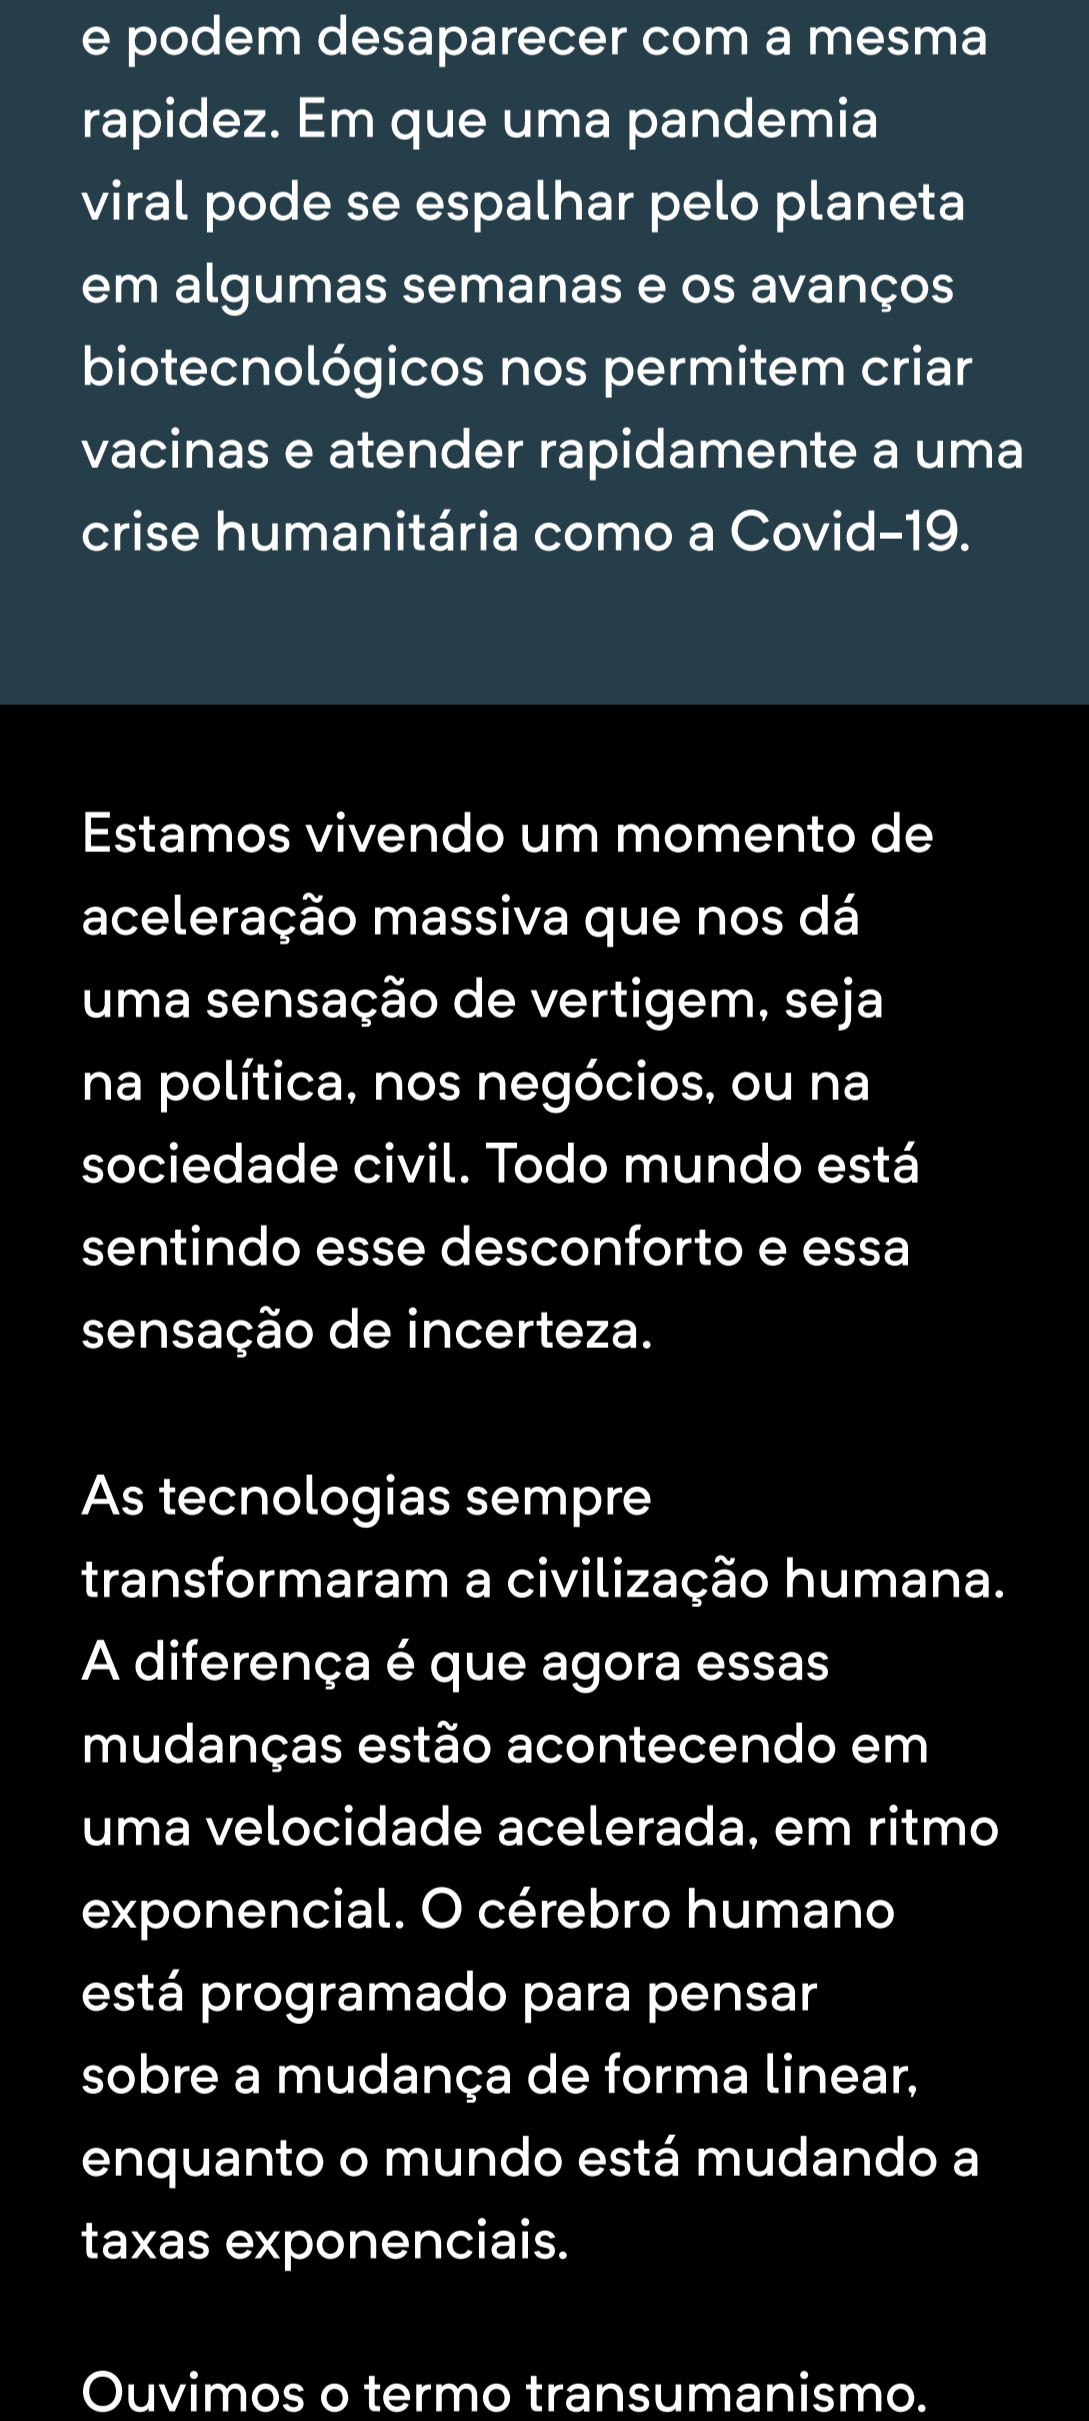 e podem desaparecer com a mesma
rapidez. Em que uma pandemia
viral pode se espalhar pelo planeta
em algumas semanas e os avanços
biotecnológicos nos permitem criar
vacinas e atender rapidamente a uma
crise humanitária como a Covid-19.
Estamos vivendo um momento de
aceleração massiva que nos dá
uma sensação de vertigem, seja
na política, nos negócios, ou na
sociedade civil. Todo mundo está
sentindo esse desconforto e essa
sensação de incerteza.
As tecnologias sempre
transformaram a civilização humana.
A diferença é que agora essas
mudanças estão acontecendo em
uma velocidade acelerada, em ritmo
exponencial. O cérebro humano
está programado para pensar
sobre a mudança de forma linear,
enquanto o mundo está mudando a
taxas exponenciais.
Ouvimos o termo transumanismo.